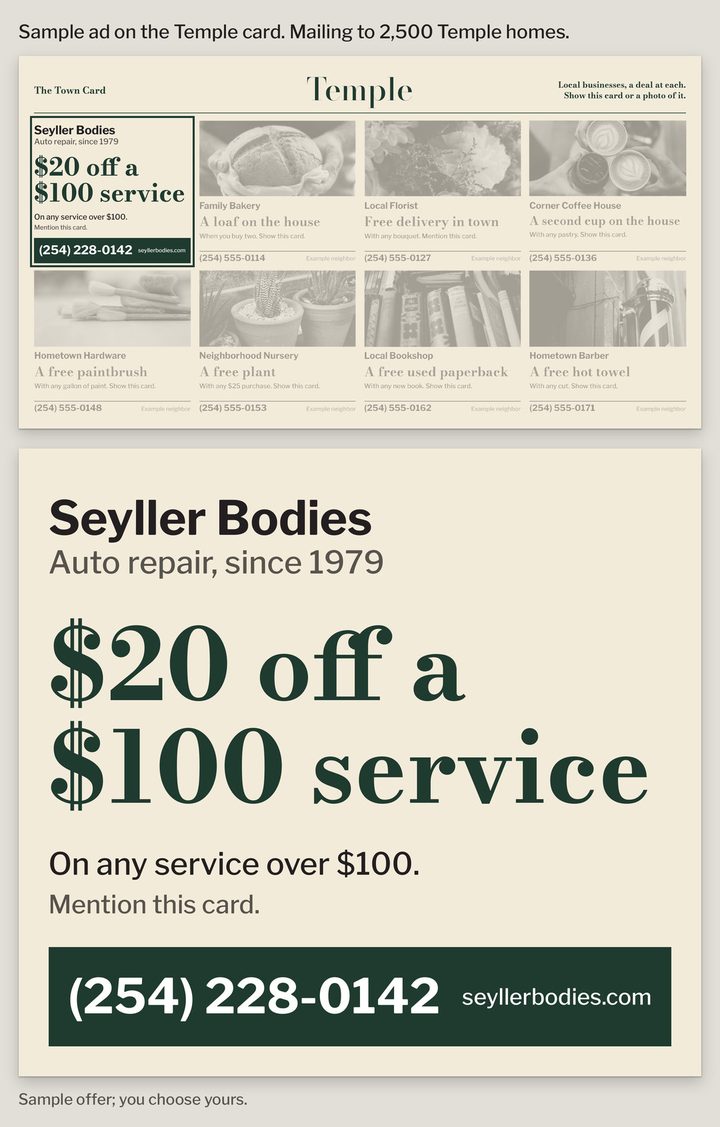 Sample ad on the Temple card. Mailing to 2,500 Temple homes.
The Town Card
Temple
Local businesses, a deal at each.
Show this card or a photo of it.
Seyller Bodies
Auto repair, since 1979
$20 off a
$100 service
On any service over $100.
Mention this card.
(254) 228-0142 seyllerbodies.com
Family Bakery
A loaf on the house
When you buy two. Show this card.
(254) 555-0114 Example neighbor
Local Florist
Free delivery in town
With any bouquet. Mention this card.
(254) 555-0127 Example neighbor
Corner Coffee House
A second cup on the house
With any pastry. Show this card.
(254) 555-0136 Example neighbor
Hometown Hardware
A free paintbrush
With any gallon of paint. Show this card.
(254) 555-0148 Example neighbor
Neighborhood Nursery
A free plant
With any $25 purchase. Show this card.
(254) 555-0153 Example neighbor
Local Bookshop
A free used paperback
With any new book. Show this card.
(254) 555-0162 Example neighbor
Hometown Barber
A free hot towel
With any cut. Show this card.
(254) 555-0171 Example neighbor
Seyller Bodies
Auto repair, since 1979
$20 off a
$100 service
On any service over $100.
Mention this card.
(254) 228-0142 seyllerbodies.com
Sample offer; you choose yours.